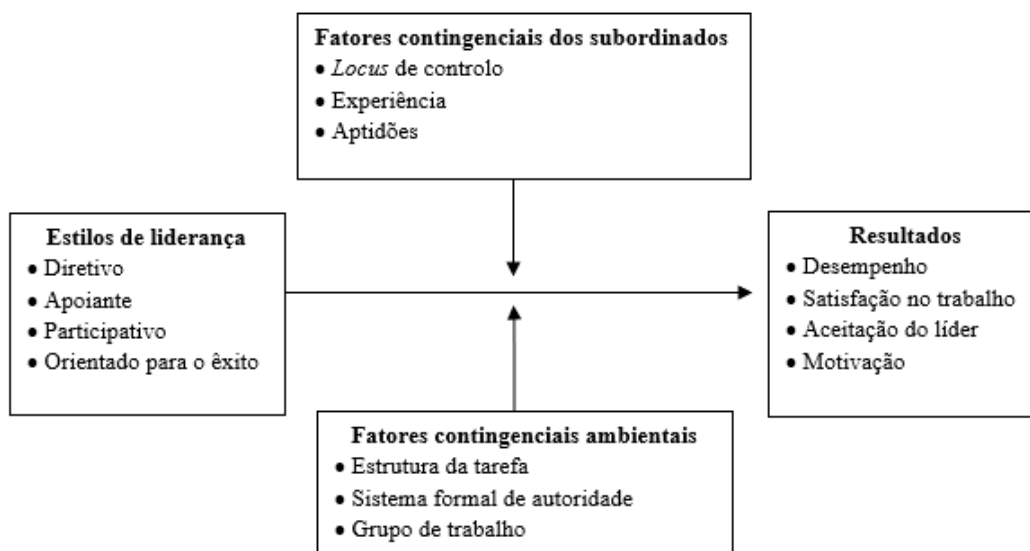 Fatores contingenciais dos subordinados
• Locus de controlo
• Experiência
• Aptidões
Estilos de liderança
• Diretivo
• Apoiante
• Participativo
• Orientado para o êxito
Resultados
• Desempenho
• Satisfação no trabalho
• Aceitação do líder
• Motivação
Fatores contingenciais ambientais
• Estrutura da tarefa
• Sistema formal de autoridade
• Grupo de trabalho